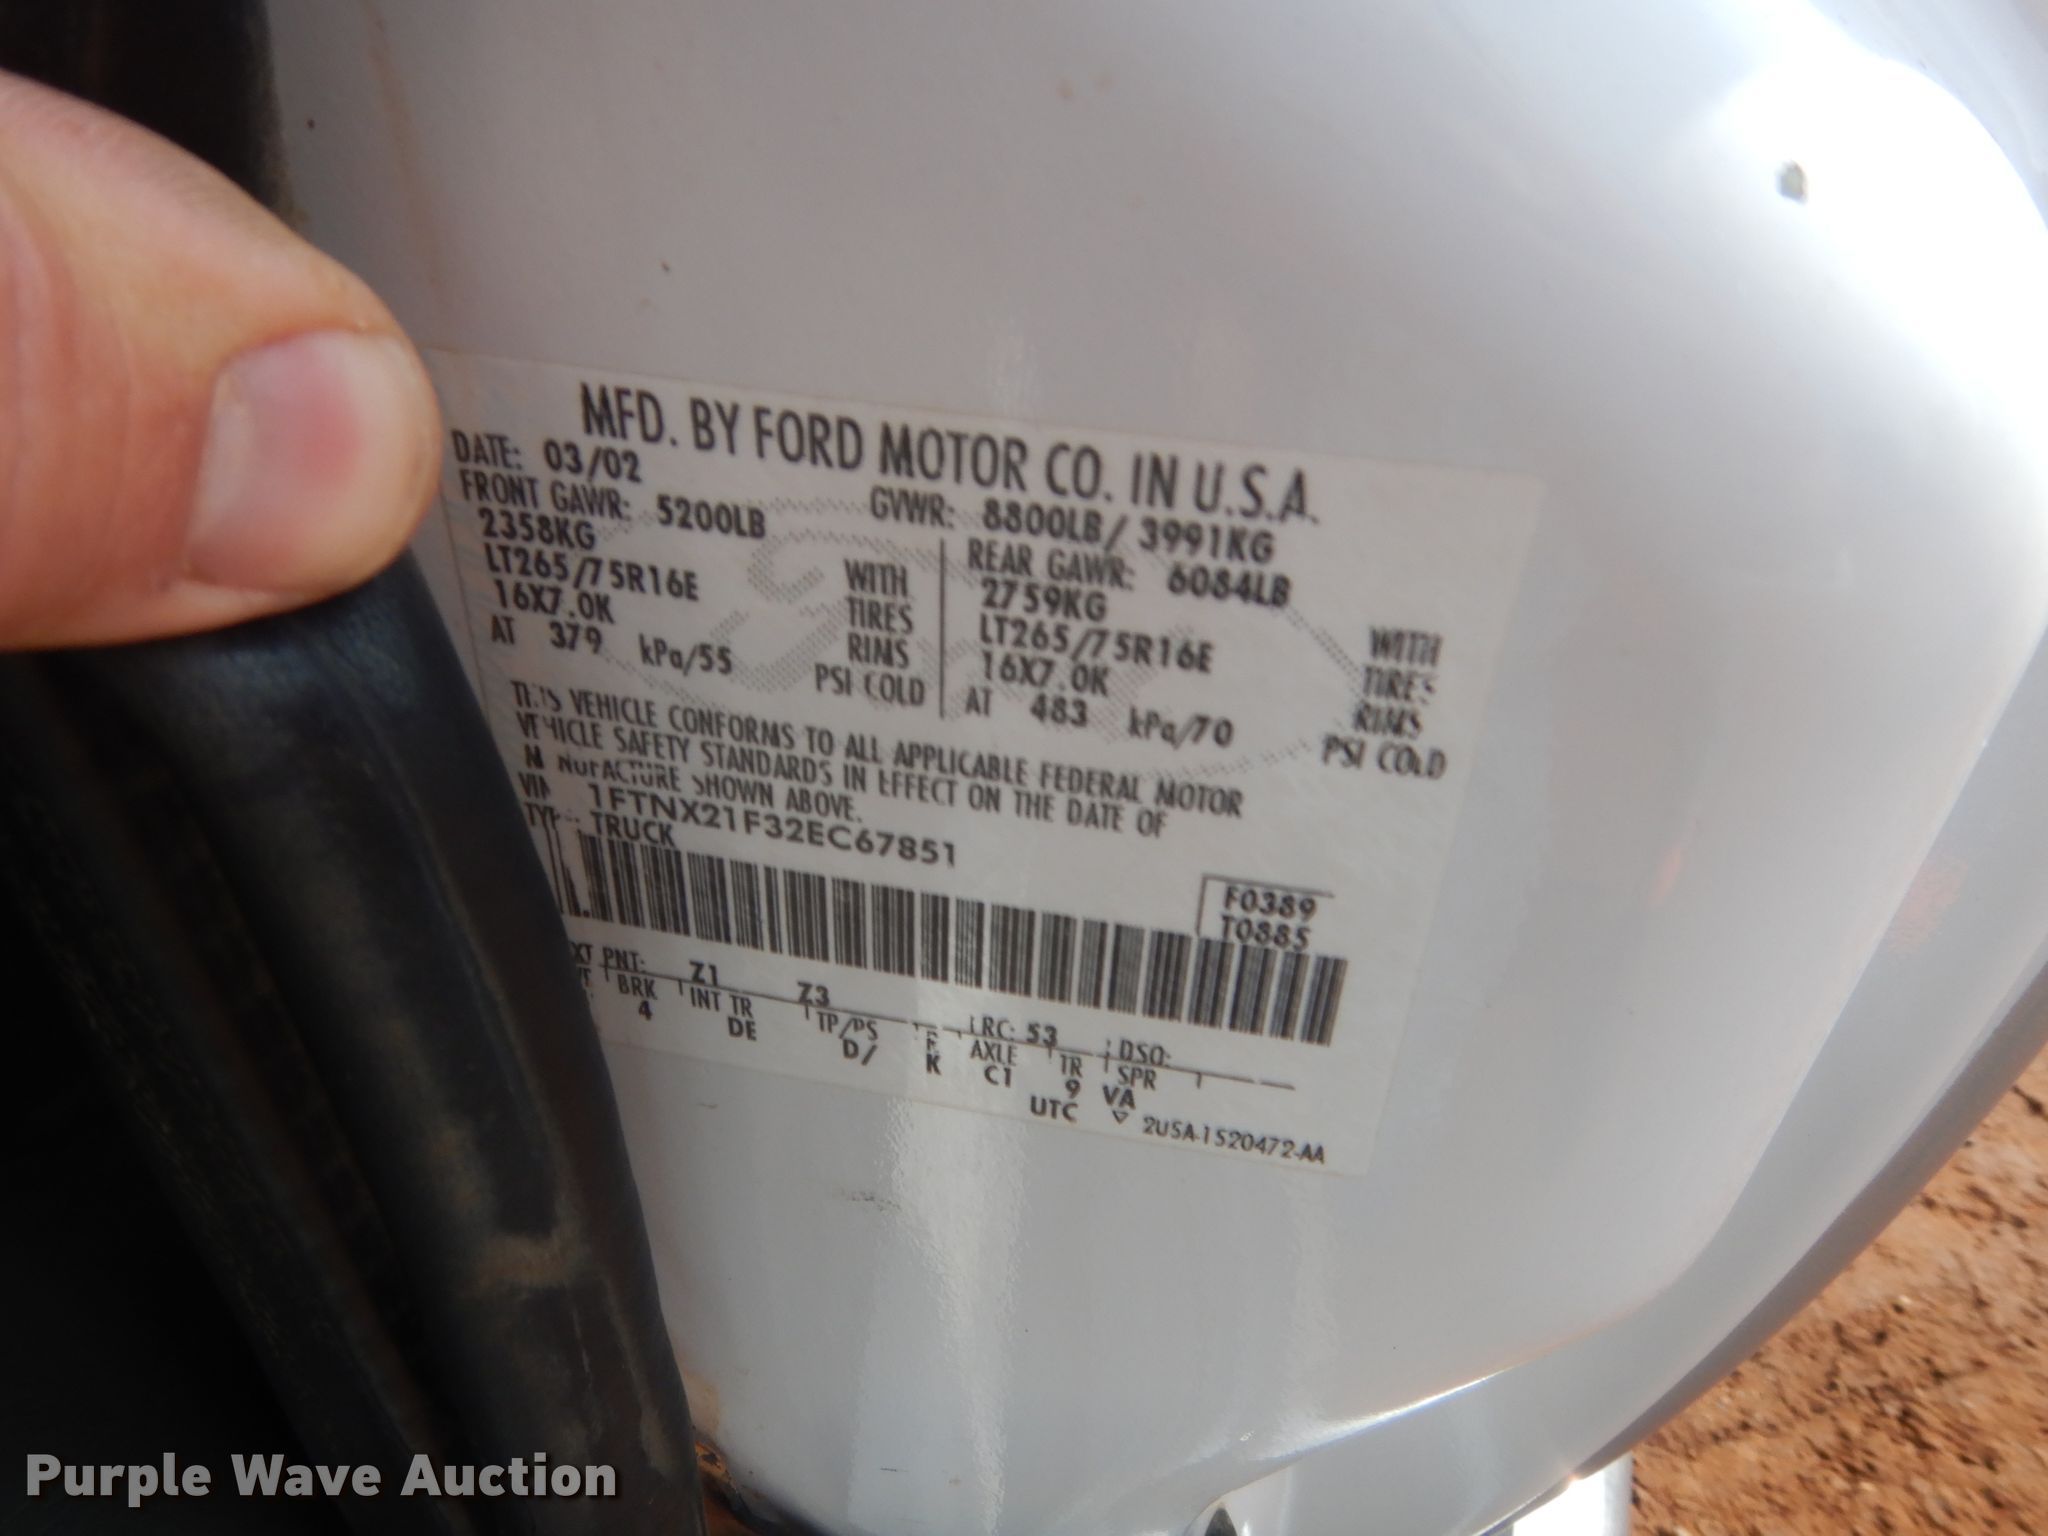 MFD. BY FORD MOTOR CO. IN U.S.A.
DATE: 03/02 GVWR: 8800LB/ 3991KG
FRONT GAWR: 5200LB REAR GAWR: 6084LB
2358KG WITH 2759KG WITH
LT265/75R16E TIRES LT265/75R16E TIRES
16X7.0K RIMS 16X7.0K RIMS
AT 379 kPa/55 PSI COLD AT 483 kPa/70 PSI COLD
THIS VEHICLE CONFORMS TO ALL APPLICABLE FEDERAL MOTOR
VEHICLE SAFETY STANDARDS IN EFFECT ON THE DATE OF
MANUFACTURE SHOWN ABOVE.
VIN 1FTNX21F32EC67851
TYPE: TRUCK
F0389
T0885
PNT: Z1 Z3 RC: 53 DSO:
BRK INT TR TP/PS R AXLE TR SPR
4 DE D/ K C1 9 VA
UTC ▽ 2U5A-1520472-AA
Purple Wave Auction